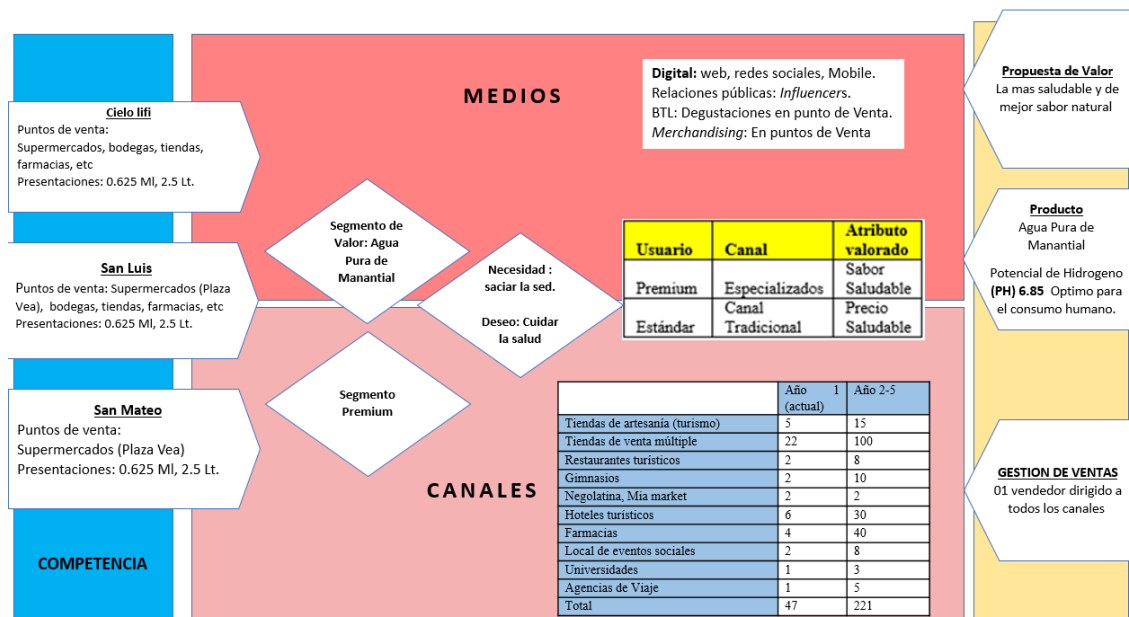 Cielo lifi
Puntos de venta:
Supermercados, bodegas, tiendas,
farmacias, etc
Presentaciones: 0.625 Ml, 2.5 Lt.
San Luis
Puntos de venta: Supermercados (Plaza
Vea), bodegas, tiendas, farmacias, etc
Presentaciones: 0.625 Ml, 2.5 Lt.
San Mateo
Puntos de venta:
Supermercados (Plaza Vea)
Presentaciones: 0.625 Ml, 2.5 Lt.
COMPETENCIA
MEDIOS
Digital: web, redes sociales, Mobile.
Relaciones públicas: Influencers.
BTL: Degustaciones en punto de Venta.
Merchandising: En puntos de Venta
Segmento de
Valor: Agua
Pura de
Manantial
Necesidad :
saciar la sed.
Deseo: Cuidar
la salud
Segmento
Premium
Usuario Canal Atributo
valorado
Premium Especializados Sabor
Saludable
Estándar Canal
Tradicional Precio
Saludable
CANALES
Año 1
(actual) Año 2-5
Tiendas de artesanía (turismo) 5 15
Tiendas de venta múltiple 22 100
Restaurantes turísticos 2 8
Gimnasios 2 10
Negolatina, Mia market 2 2
Hoteles turísticos 6 30
Farmacias 4 40
Local de eventos sociales 2 8
Universidades 1 3
Agencias de Viaje 1 5
Total 47 221
Propuesta de Valor
La mas saludable y de
mejor sabor natural
Producto
Agua Pura de
Manantial
Potencial de Hidrogeno
(PH) 6.85 Optimo para
el consumo humano.
GESTION DE VENTAS
01 vendedor dirigido a
todos los canales